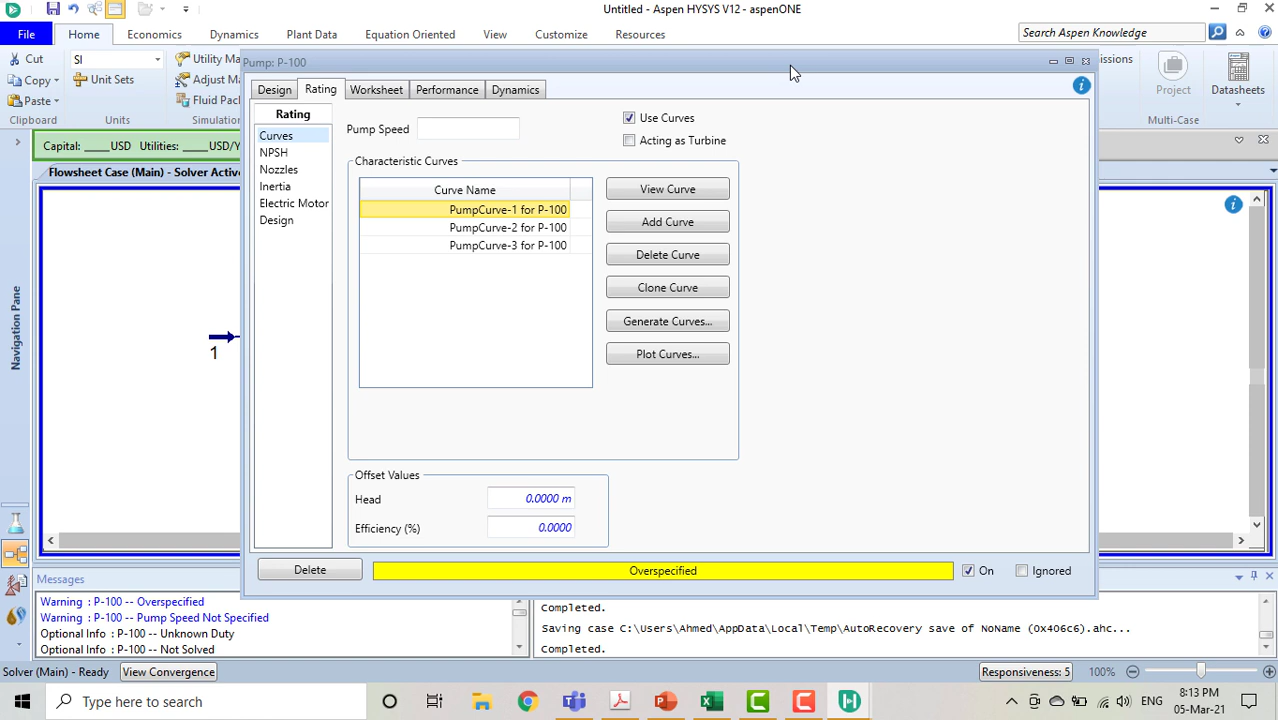 Untitled - Aspen HYSYS V12 - aspenONE
File Home Economics Dynamics Plant Data Equation Oriented View Customize Resources Search Aspen Knowledge
Cut
Copy
Paste
Clipboard
SI
Unit Sets
Units
Utility Ma
Adjust Ma
Fluid Pac
Simulation
issions
Project
Datasheets
Multi-Case
Capital: ____USD Utilities: ____USD/Y
Flowsheet Case (Main) - Solver Active
Navigation Pane
1
Pump: P-100
Design Rating Worksheet Performance Dynamics
Rating
Curves
NPSH
Nozzles
Inertia
Electric Motor
Design
Pump Speed
Use Curves
Acting as Turbine
Characteristic Curves
Curve Name
PumpCurve-1 for P-100
PumpCurve-2 for P-100
PumpCurve-3 for P-100
View Curve
Add Curve
Delete Curve
Clone Curve
Generate Curves...
Plot Curves...
Offset Values
Head 0.0000 m
Efficiency (%) 0.0000
Delete Overspecified On Ignored
Messages
Warning : P-100 -- Overspecified
Warning : P-100 -- Pump Speed Not Specified
Optional Info : P-100 -- Unknown Duty
Optional Info : P-100 -- Not Solved
Completed.
Saving case C:\Users\Ahmed\AppData\Local\Temp\AutoRecovery save of NoName (0x406c6).ahc...
Completed.
Solver (Main) - Ready View Convergence Responsiveness: 5 100%
Type here to search
ENG
8:13 PM
05-Mar-21